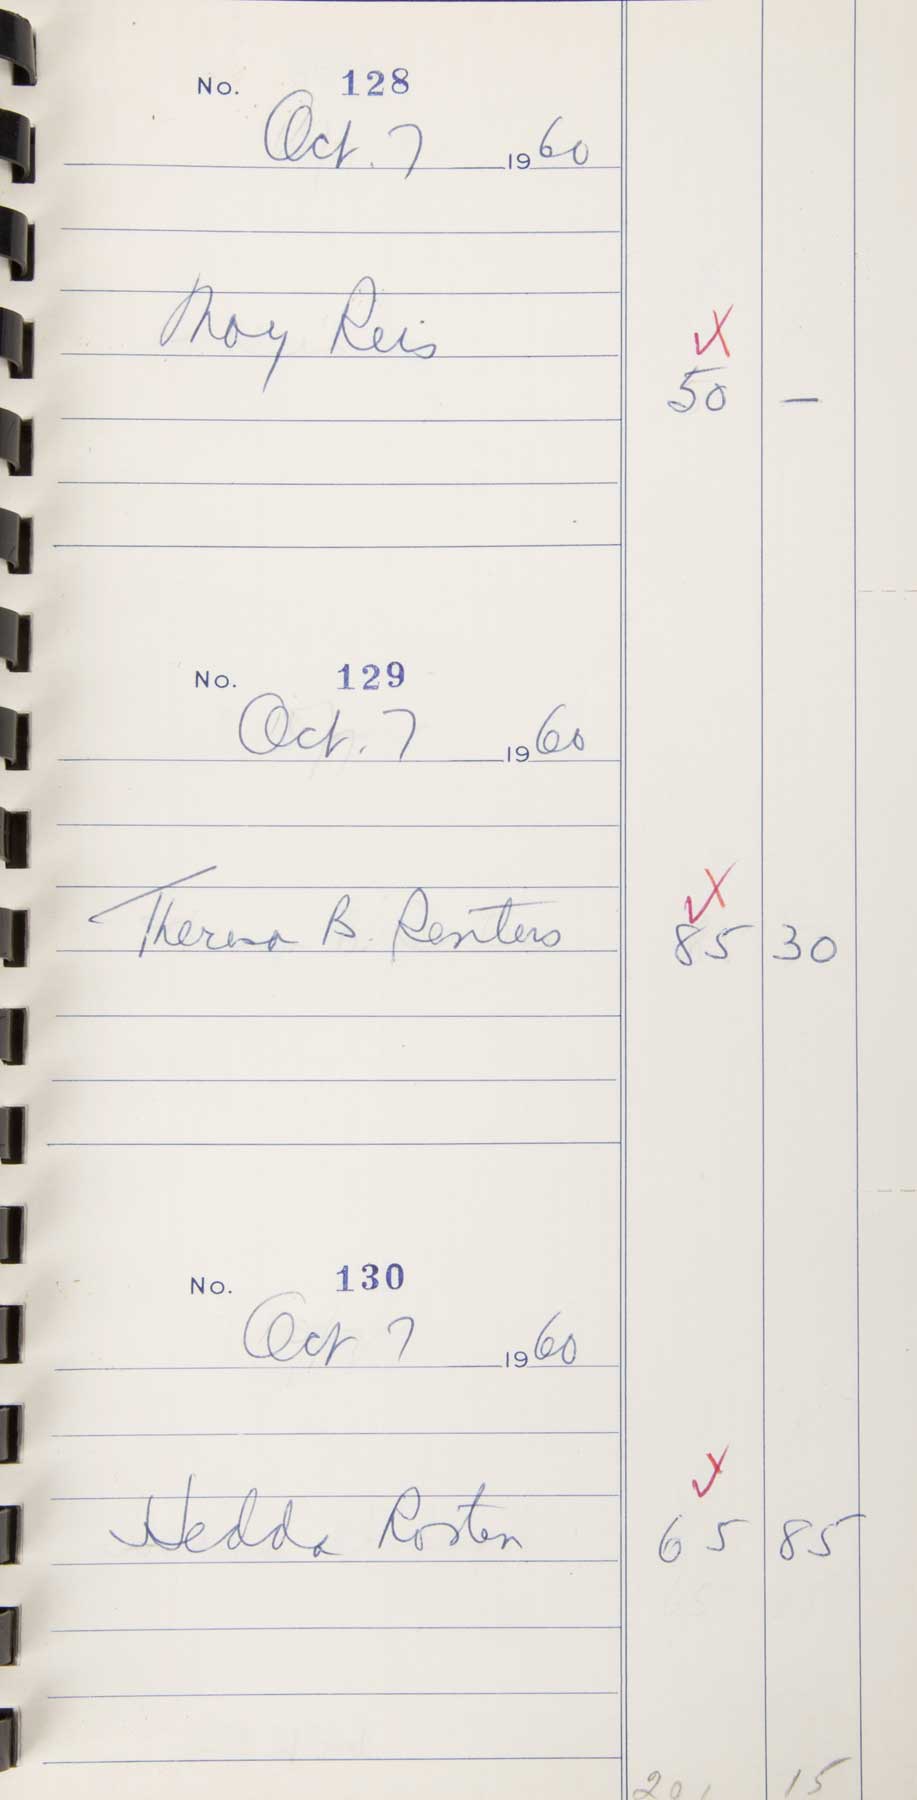 No. 128
Oct. 7 1960
May Reis
50 —
No. 129
Oct. 7 1960
Theresa B. Renters 85 30
No. 130
Oct 7 1960
Hedda Rosten 65 85
201 15